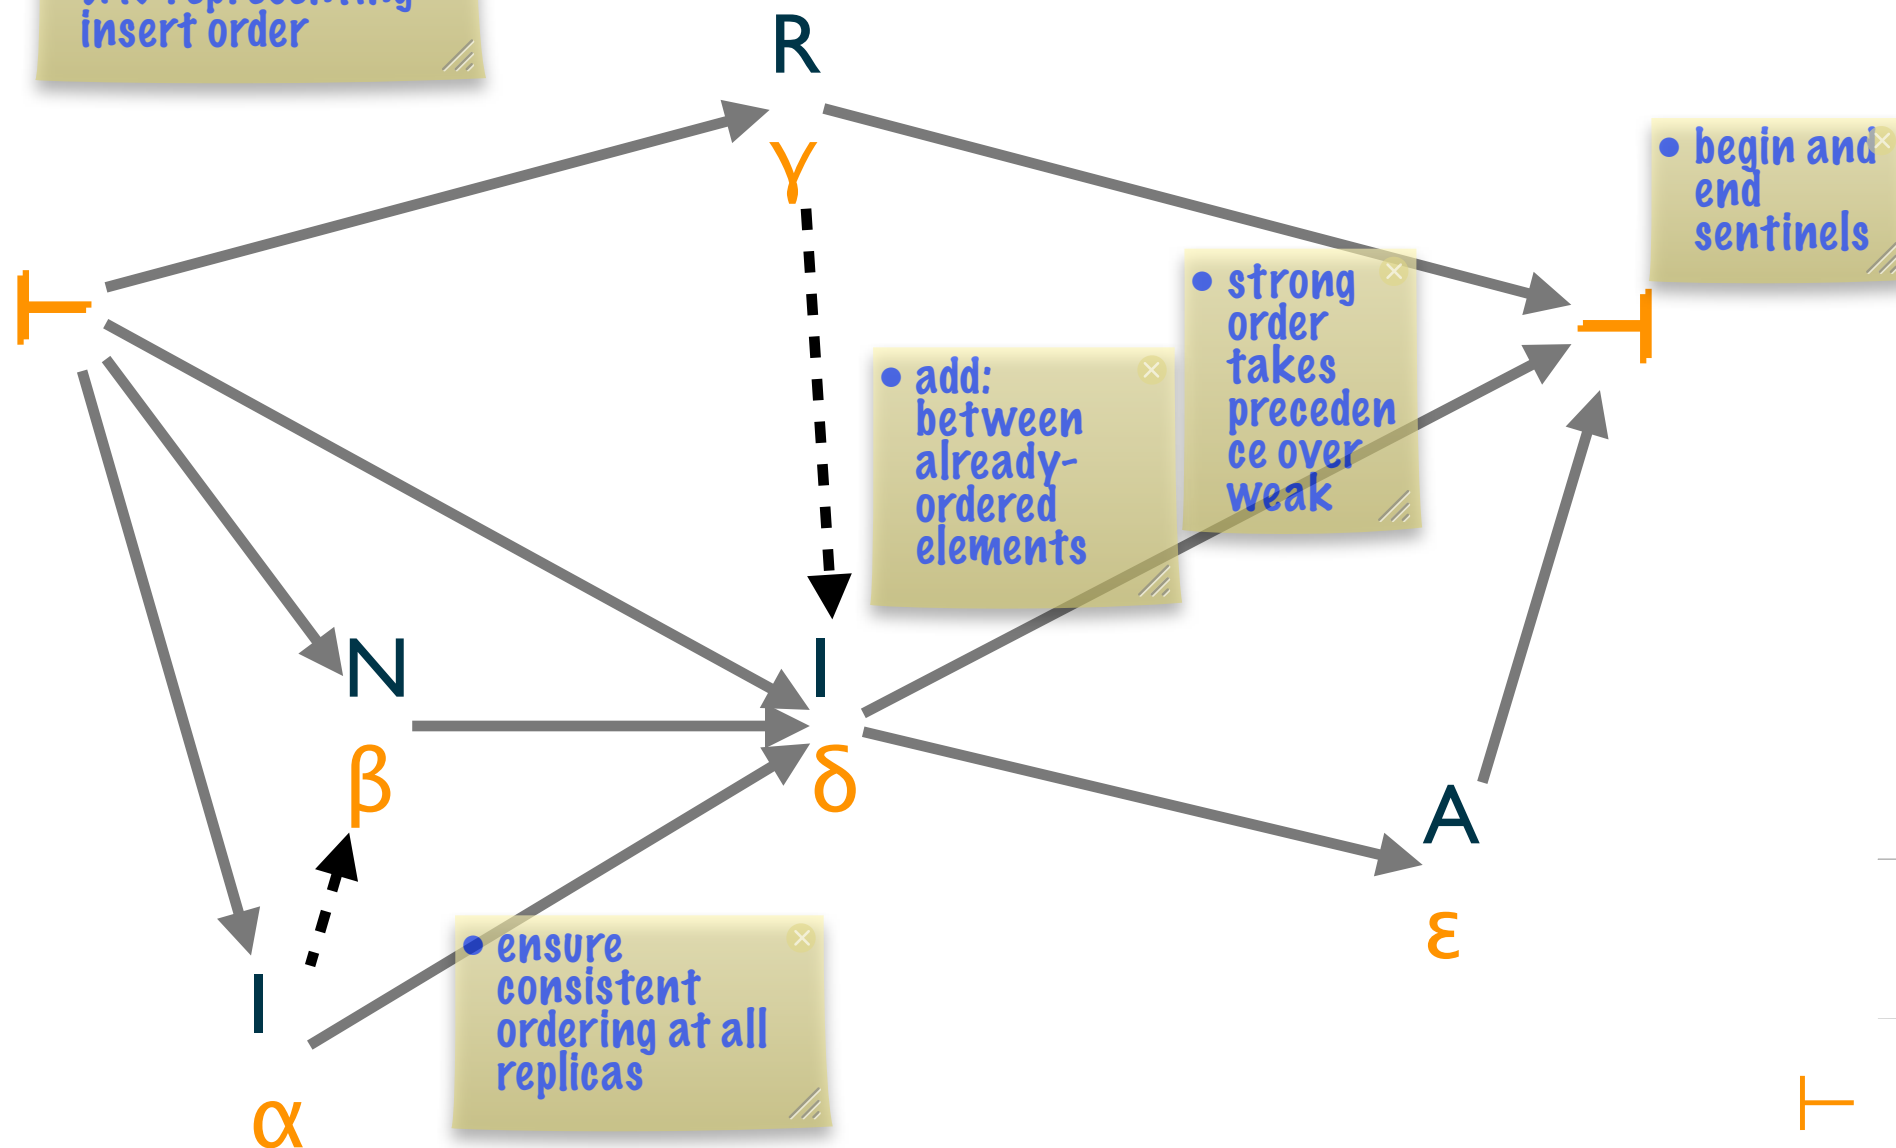 insert order
R
γ
• begin and
end
sentinels
⊢
⊣
• strong
order
takes
preceden
ce over
weak
• add:
between
already-
ordered
elements
N
β
I
δ
A
ε
I
α
• ensure
consistent
ordering at all
replicas
⊢